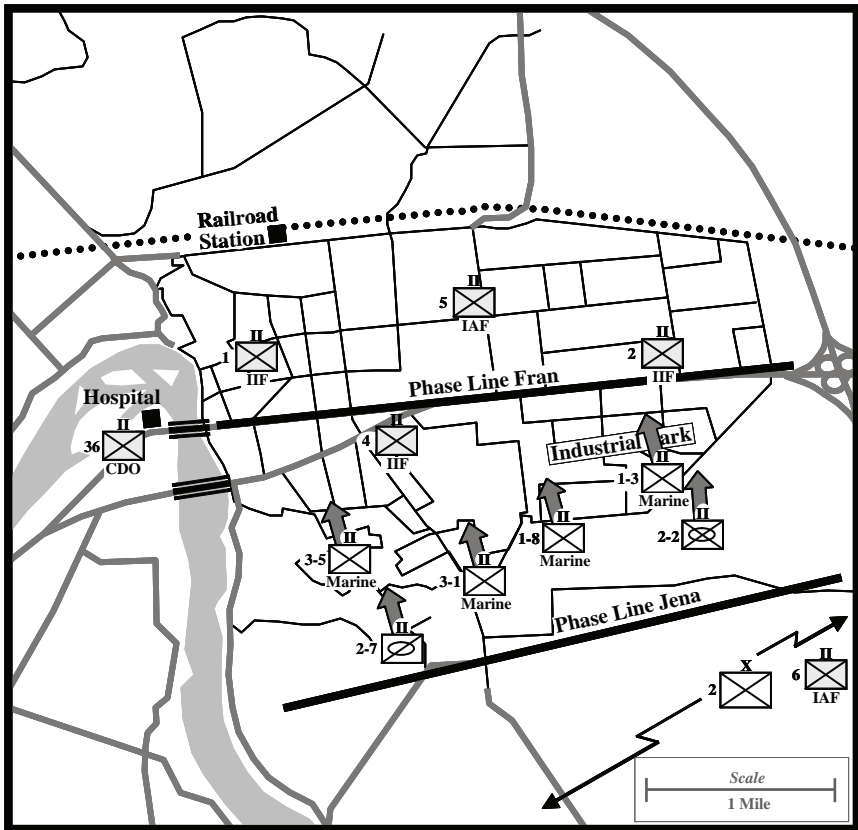 Railroad
Station
II
5
IAF
II
1
IIF
II
2
IIF
Phase Line Fran
Hospital
II
36
CDO
II
4
IIF
Industrial Park
II
1-3
Marine
II
2-2
II
1-8
Marine
II
3-5
Marine
II
3-1
Marine
II
2-7
Phase Line Jena
X
2
II
6
IAF
Scale
1 Mile